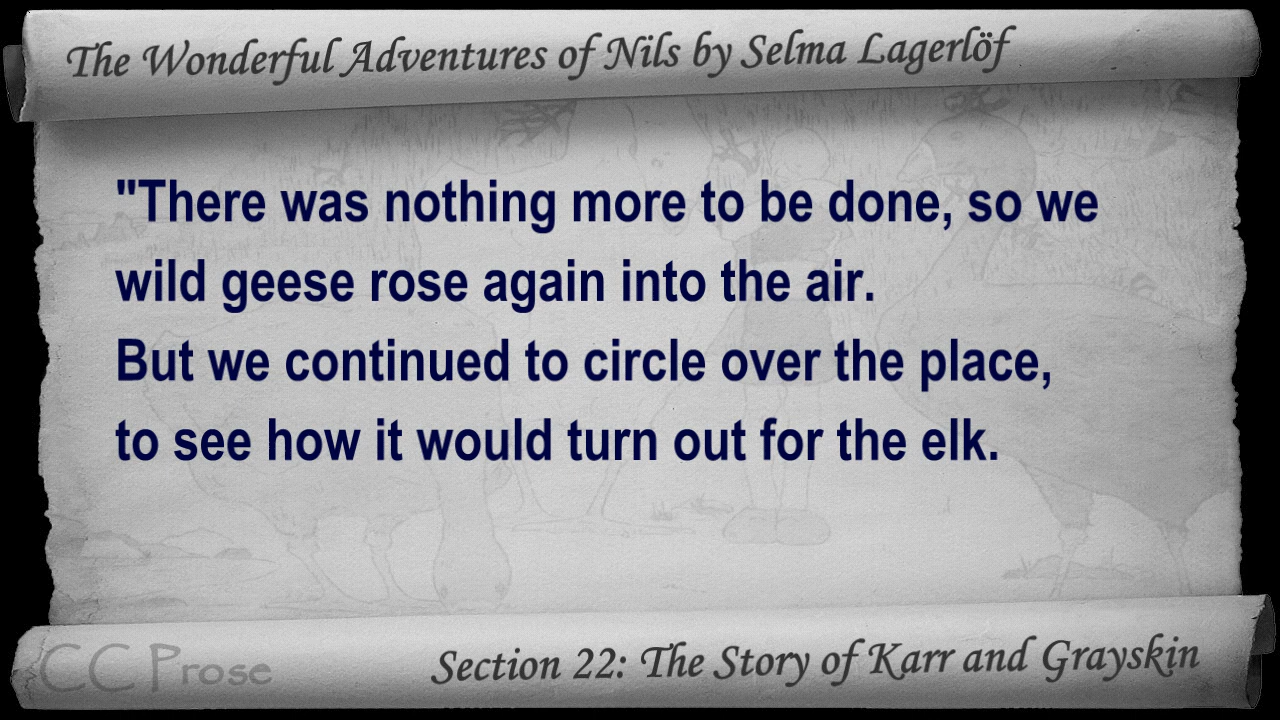 The Wonderful Adventures of Nils by Selma Lagerlöf
"There was nothing more to be done, so we
wild geese rose again into the air.
But we continued to circle over the place,
to see how it would turn out for the elk.
CC Prose
Section 22: The Story of Karr and Grayskin